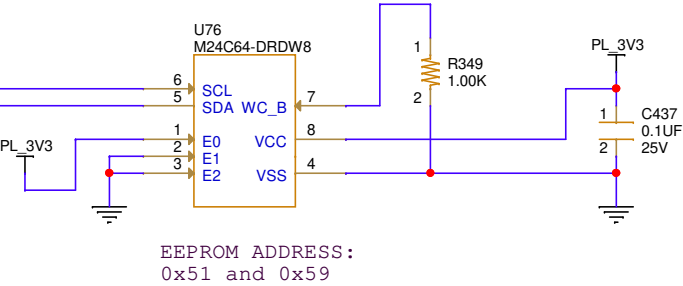 U76
M24C64-DRDW8
6 SCL
5 SDA
WC_B 7
1 E0
2 E1
3 E2
VCC 8
VSS 4
PL_3V3
1
R349
1.00K
2
PL_3V3
1
C437
0.1UF
25V
2
EEPROM ADDRESS:
0x51 and 0x59